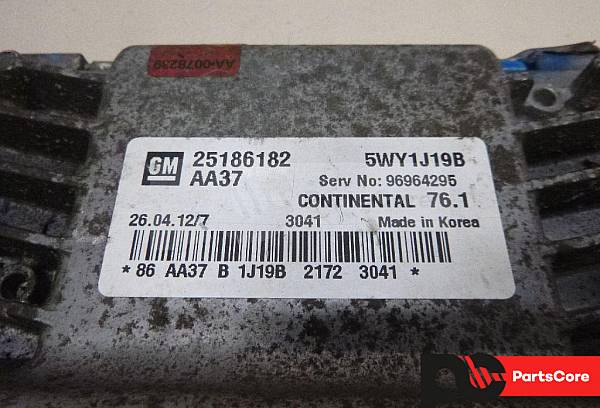 AA-0078239
GM 25186182 5WY1J19B
AA37 Serv No: 96964295
CONTINENTAL 76.1
26.04.12/7 3041 Made in Korea
* 86 AA37 B 1J19B 2172 3041 *
PartsCore